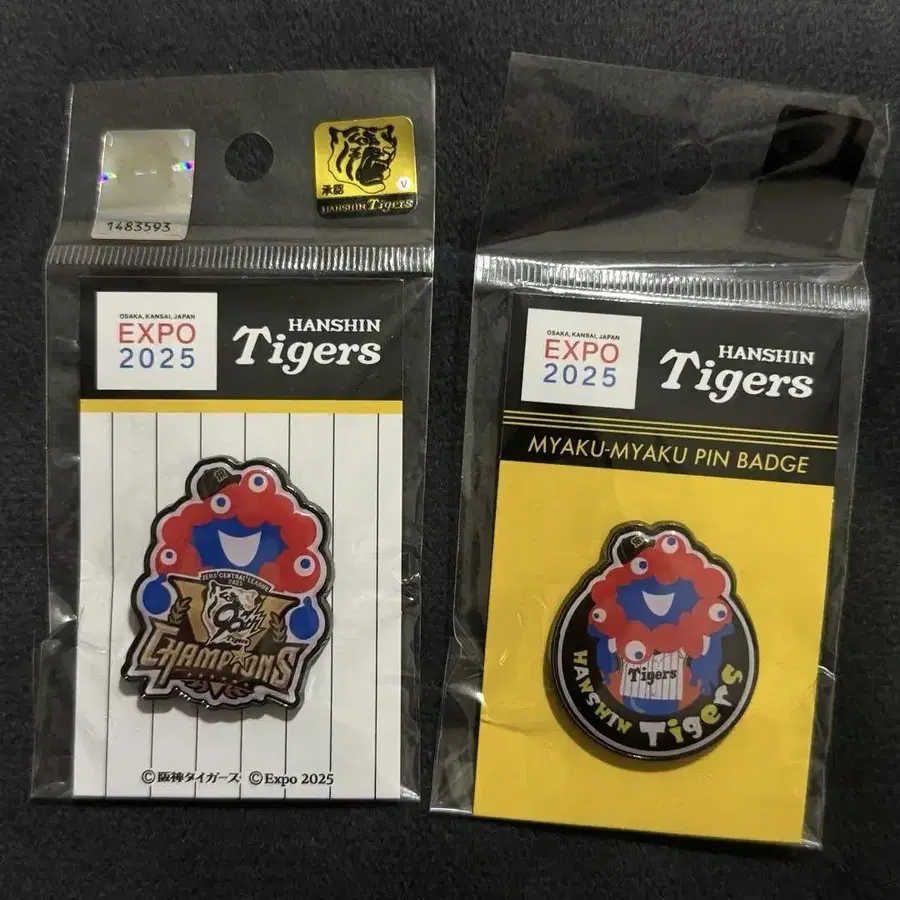 1483593
承認
V
HANSHIN Tigers
OSAKA, KANSAI, JAPAN
EXPO
2025
HANSHIN
Tigers
JERA CENTRAL LEAGUE
2025
90th
Tigers
CHAMPIONS
©阪神タイガース ©Expo 2025
OSAKA, KANSAI, JAPAN
EXPO
2025
HANSHIN
Tigers
MYAKU-MYAKU PIN BADGE
Tigers
HANSHIN Tigers